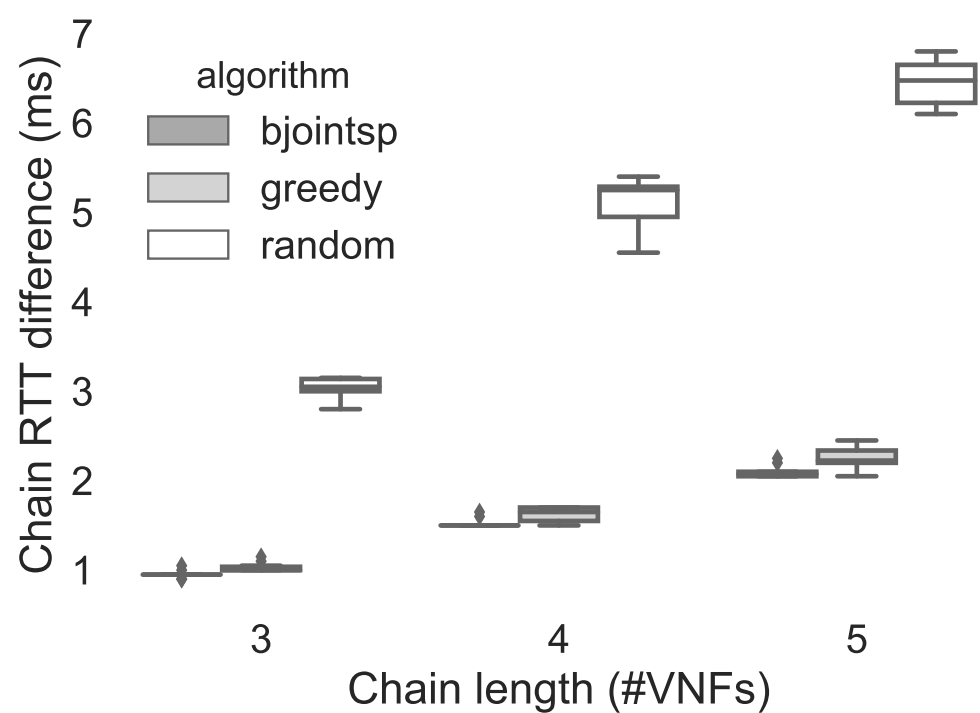 Chain RTT difference (ms)
7
6
5
4
3
2
1
algorithm
bjointsp
greedy
random
3 4 5
Chain length (#VNFs)